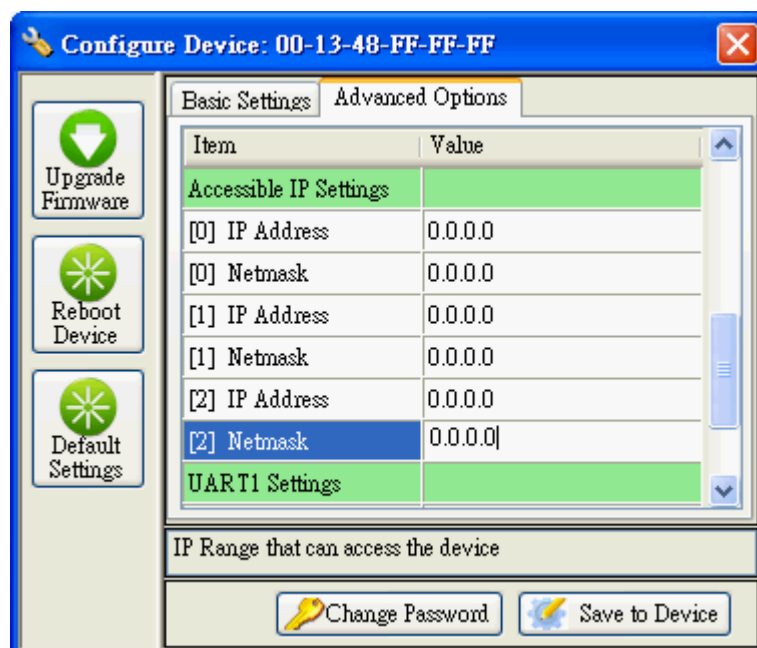 Configure Device: 00-13-48-FF-FF-FF
Upgrade
Firmware
Reboot
Device
Default
Settings
Basic Settings Advanced Options
Item Value
Accessible IP Settings
[0] IP Address 0.0.0.0
[0] Netmask 0.0.0.0
[1] IP Address 0.0.0.0
[1] Netmask 0.0.0.0
[2] IP Address 0.0.0.0
[2] Netmask 0.0.0.0
UART1 Settings
IP Range that can access the device
Change Password Save to Device